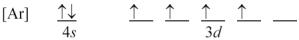 [Ar] ↑↓ ↑ ↑ ↑ ↑
4s 3d